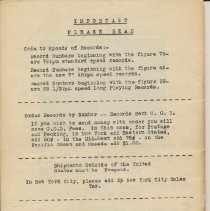 IMPORTANT
PLEASE READ
Code to Speeds of Records:-
Record Numbers beginning with the figure 78-
are 78rpm standard speed records.
Record Numbers beginning with the figure 45-
are the new 7" 45rpm speed records.
Record Numbers beginning with the figure 33-
are 33 1/3rpm speed Long Playing Records.
Order Records by Number -- Records Sent C.O.D.
If you wish to send money with order you will
save C.O.D. Fees. In this case, for Postage
and Packing, in New York and Eastern States,
add 50¢ - in the Mid-West and - on the
Pacific Coast and Canada add $1.00.
Shipments Outside of the United
States must be Prepaid.
In New York City, please add New York City Sales
Tax.